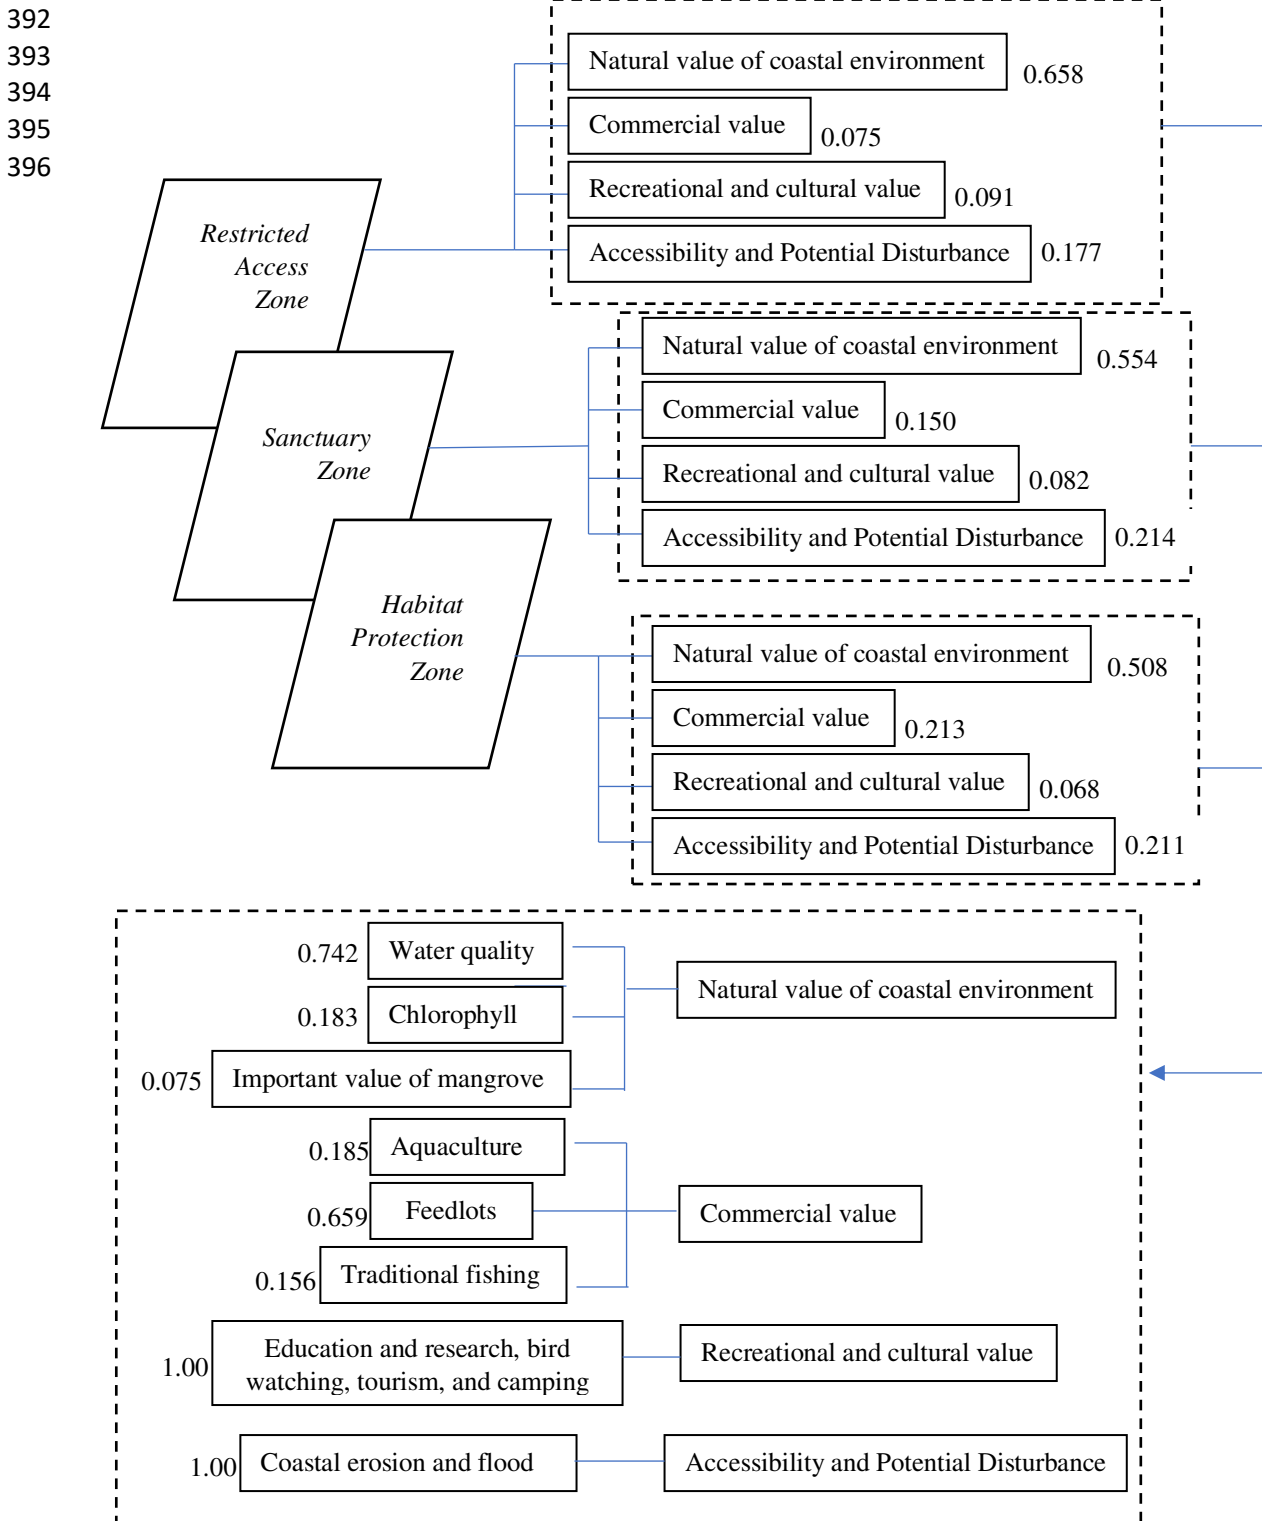 392
393
394
395
396
Restricted
Access
Zone
Natural value of coastal environment
0.658
Commercial value
0.075
Recreational and cultural value
0.091
Accessibility and Potential Disturbance
0.177
Sanctuary
Zone
Natural value of coastal environment
0.554
Commercial value
0.150
Recreational and cultural value
0.082
Accessibility and Potential Disturbance
0.214
Habitat
Protection
Zone
Natural value of coastal environment
0.508
Commercial value
0.213
Recreational and cultural value
0.068
Accessibility and Potential Disturbance
0.211
0.742
Water quality
0.183
Chlorophyll
0.075
Important value of mangrove
Natural value of coastal environment
0.185
Aquaculture
0.659
Feedlots
0.156
Traditional fishing
Commercial value
1.00
Education and research, bird
watching, tourism, and camping
Recreational and cultural value
1.00
Coastal erosion and flood
Accessibility and Potential Disturbance